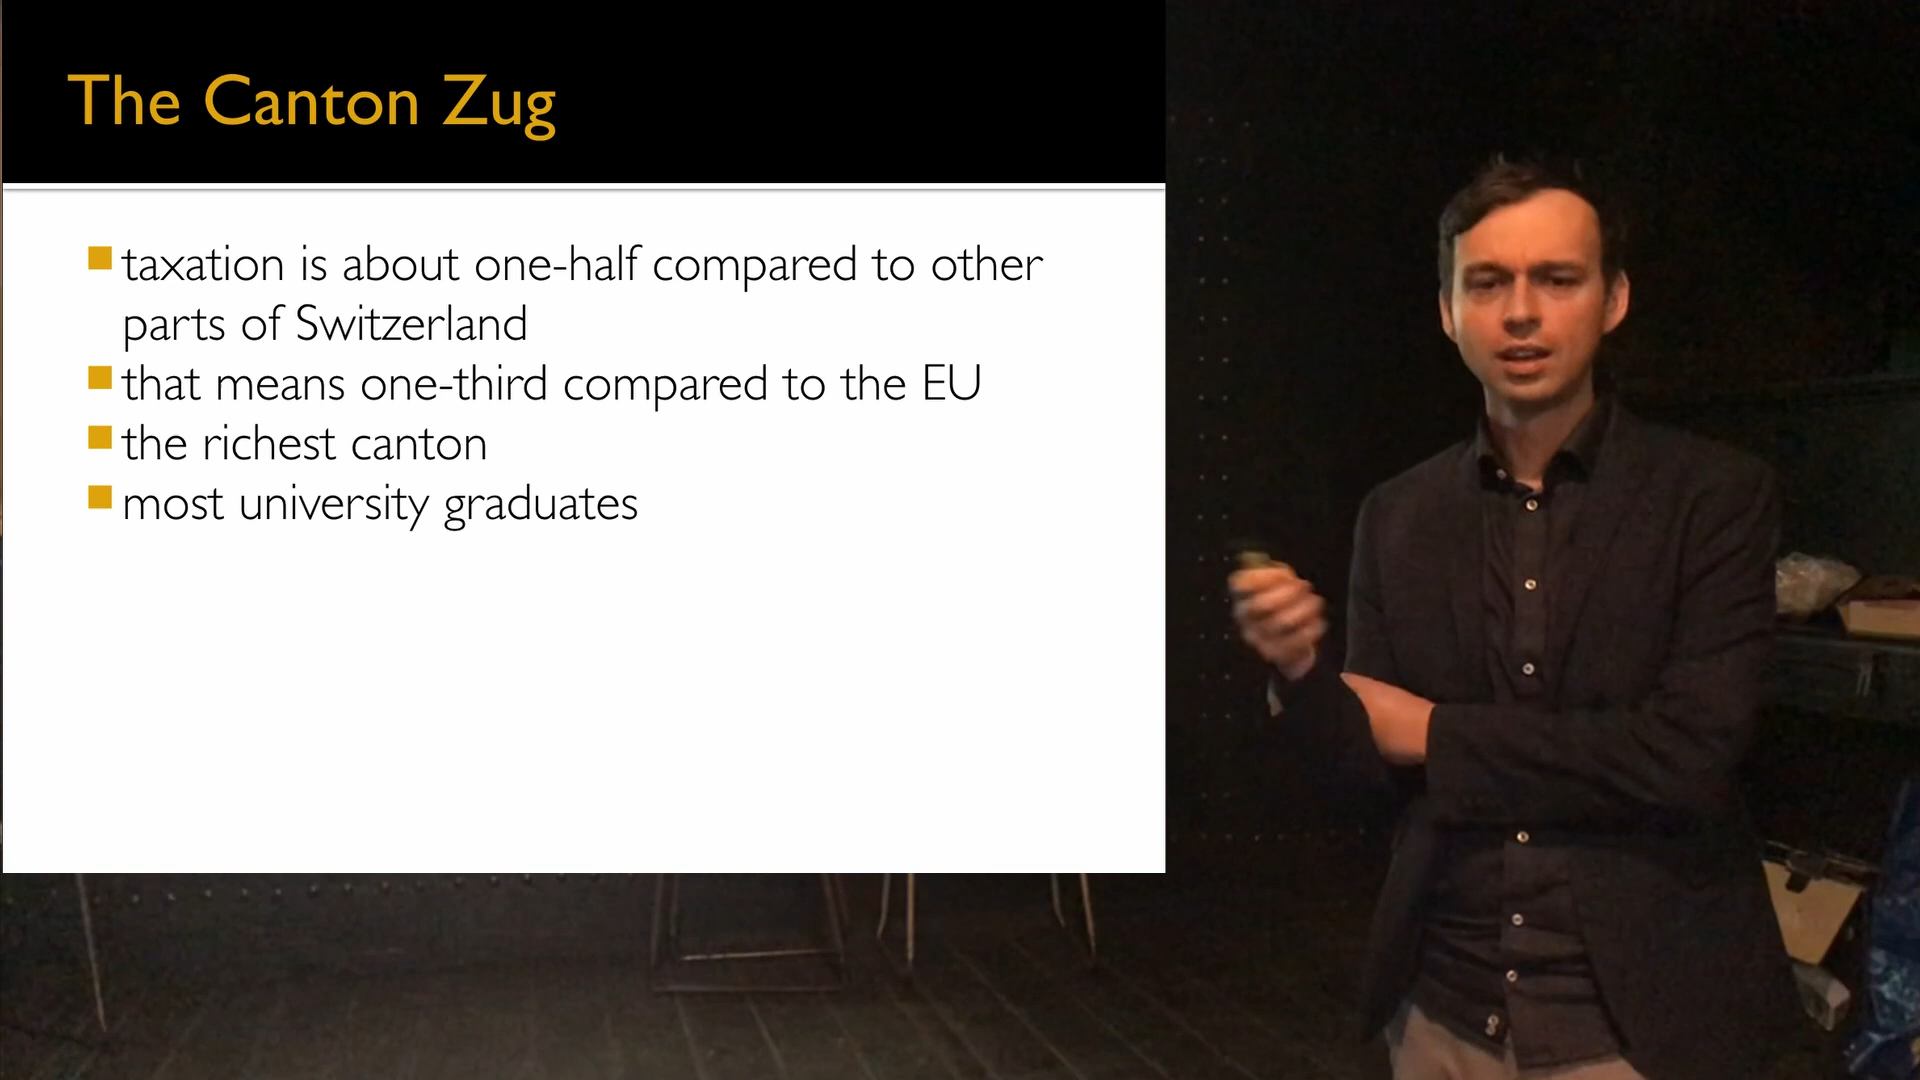 The Canton Zug
taxation is about one-half compared to other
parts of Switzerland
that means one-third compared to the EU
the richest canton
most university graduates